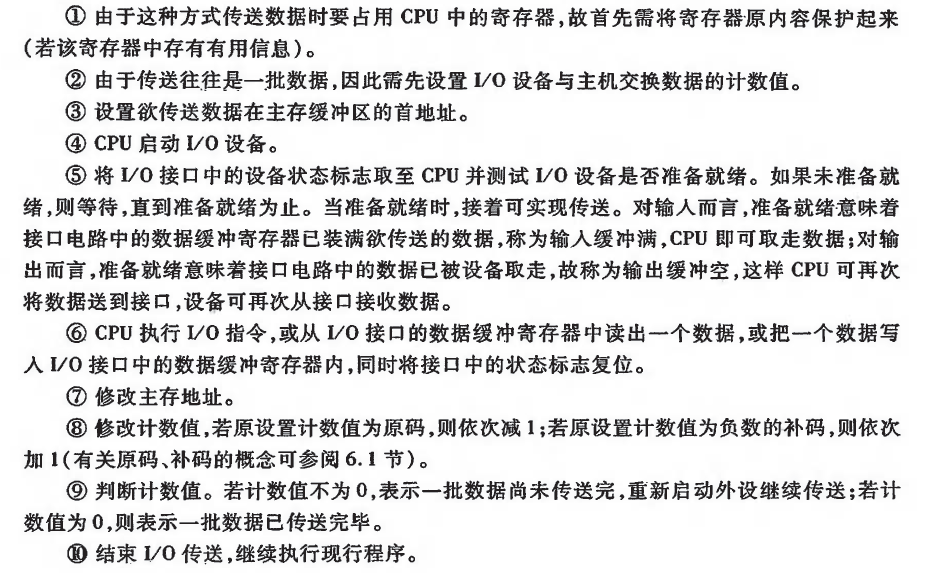 ① 由于这种方式传送数据时要占用 CPU 中的寄存器,故首先需将寄存器原内容保护起来
(若该寄存器中存有有用信息)。
② 由于传送往往是一批数据,因此需先设置 I/O 设备与主机交换数据的计数值。
③ 设置欲传送数据在主存缓冲区的首地址。
④ CPU 启动 I/O 设备。
⑤ 将 I/O 接口中的设备状态标志取至 CPU 并测试 I/O 设备是否准备就绪。如果未准备就
绪,则等待,直到准备就绪为止。当准备就绪时,接着可实现传送。对输入而言,准备就绪意味着
接口电路中的数据缓冲寄存器已装满欲传送的数据,称为输入缓冲满,CPU 即可取走数据;对输
出而言,准备就绪意味着接口电路中的数据已被设备取走,故称为输出缓冲空,这样 CPU 可再次
将数据送到接口,设备可再次从接口接收数据。
⑥ CPU 执行 I/O 指令,或从 I/O 接口的数据缓冲寄存器中读出一个数据,或把一个数据写
入 I/O 接口中的数据缓冲寄存器内,同时将接口中的状态标志复位。
⑦ 修改主存地址。
⑧ 修改计数值,若原设置计数值为原码,则依次减 1;若原设置计数值为负数的补码,则依次
加 1(有关原码、补码的概念可参阅 6.1 节)。
⑨ 判断计数值。若计数值不为 0,表示一批数据尚未传送完,重新启动外设继续传送;若计
数值为 0,则表示一批数据已传送完毕。
⑩ 结束 I/O 传送,继续执行现行程序。